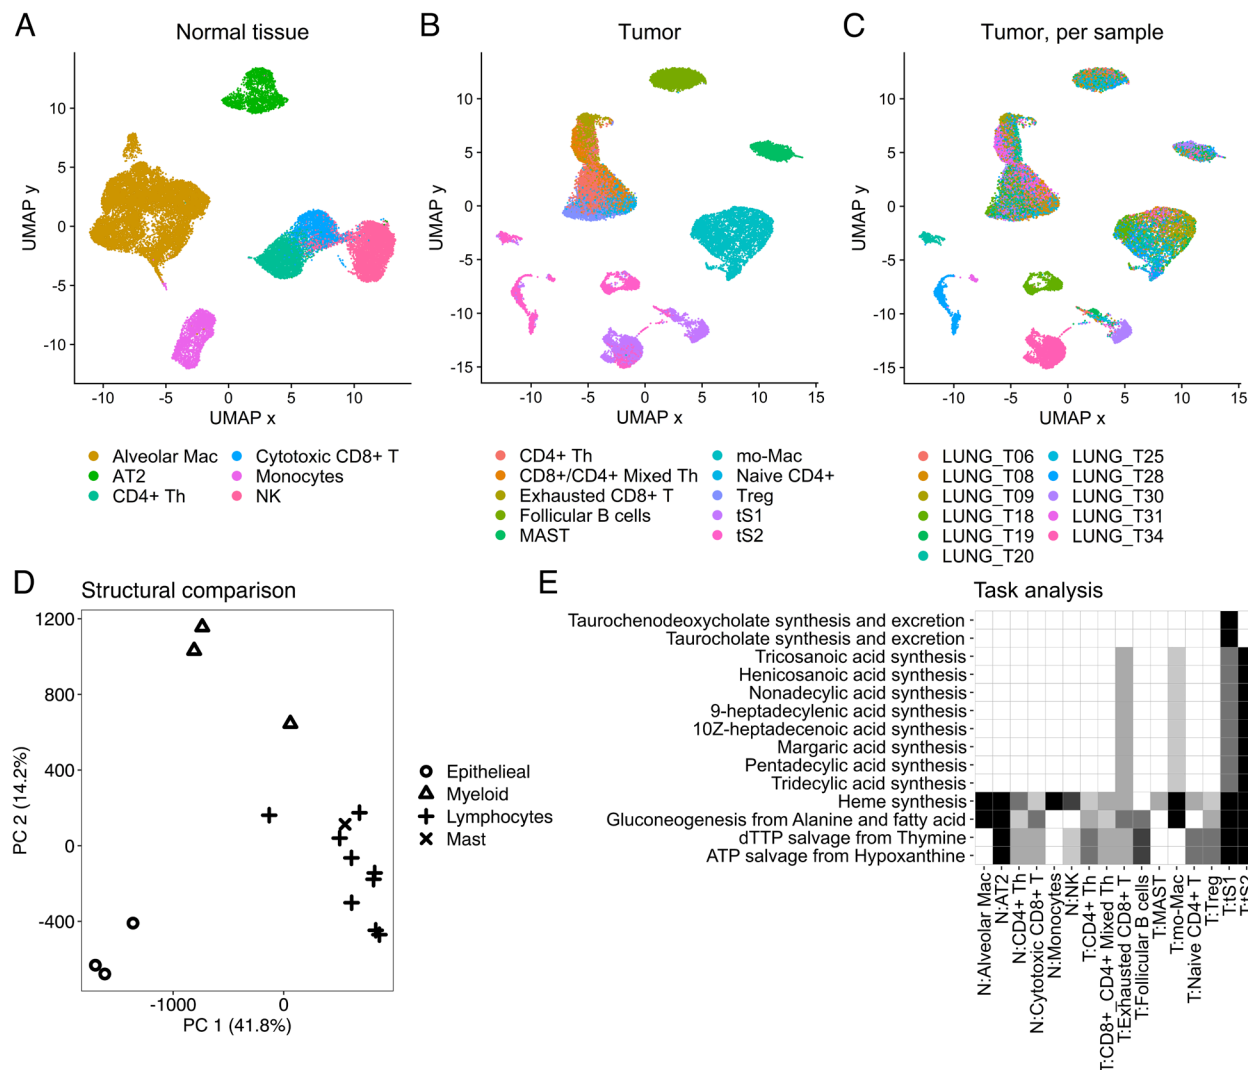 A
Normal tissue
UMAP y
10
5
0
-5
-10
-10
-5
0
5
10
UMAP x
Alveolar Mac
AT2
CD4+ Th
Cytotoxic CD8+ T
Monocytes
NK
B
Tumor
UMAP y
10
5
0
-5
-10
-15
-10
-5
0
5
10
15
UMAP x
CD4+ Th
CD8+/CD4+ Mixed Th
Exhausted CD8+ T
Follicular B cells
MAST
mo-Mac
Naive CD4+
Treg
tS1
tS2
C
Tumor, per sample
UMAP y
10
5
0
-5
-10
-15
-10
-5
0
5
10
15
UMAP x
LUNG_T06
LUNG_T08
LUNG_T09
LUNG_T18
LUNG_T19
LUNG_T20
LUNG_T25
LUNG_T28
LUNG_T30
LUNG_T31
LUNG_T34
D
Structural comparison
PC 2 (14.2%)
1200
800
400
0
-400
-1000
0
PC 1 (41.8%)
Epithelieal
Myeloid
Lymphocytes
Mast
E
Task analysis
Taurochenodeoxycholate synthesis and excretion
Taurocholate synthesis and excretion
Tricosanoic acid synthesis
Henicosanoic acid synthesis
Nonadecylic acid synthesis
9-heptadecylenic acid synthesis
10Z-heptadecenoic acid synthesis
Margaric acid synthesis
Pentadecylic acid synthesis
Tridecylic acid synthesis
Heme synthesis
Gluconeogenesis from Alanine and fatty acid
dTTP salvage from Thymine
ATP salvage from Hypoxanthine
N:Alveolar Mac
N:AT2
N:CD4+ Th
N:Cytotoxic CD8+ T
N:Monocytes
N:NK
T:CD4+ Th
T:CD8+_CD4+ Mixed Th
T:Exhausted CD8+ T
T:Follicular B cells
T:MAST
T:mo-Mac
T:Naive CD4+ T
T:Treg
T:tS1
T:tS2